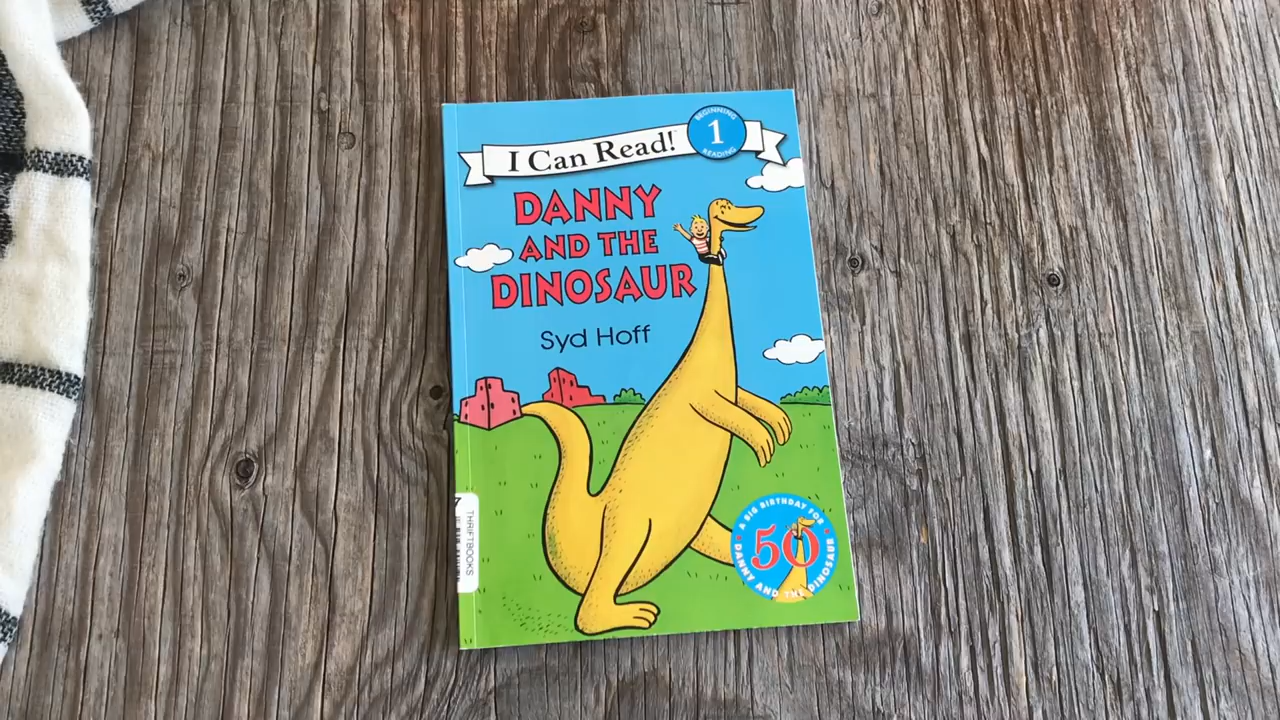 BEGINNING
1
READING
I Can Read!
DANNY
AND THE
DINOSAUR
Syd Hoff
THRIFTBOOKS
A BIG BIRTHDAY FOR
50
DANNY AND THE DINOSAUR